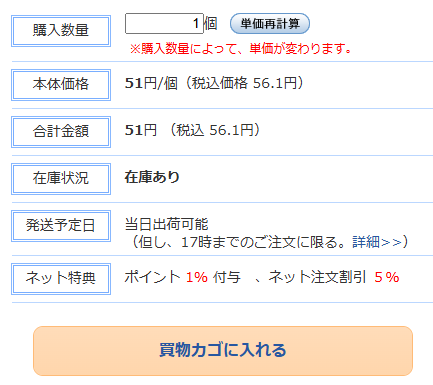 購入数量 1個 単価再計算
※購入数量によって、単価が変わります。
本体価格 51円/個（税込価格 56.1円）
合計金額 51円 （税込 56.1円）
在庫状況 在庫あり
発送予定日 当日出荷可能
（但し、17時までのご注文に限る。詳細>>）
ネット特典 ポイント 1% 付与 、ネット注文割引 ５％
買物カゴに入れる